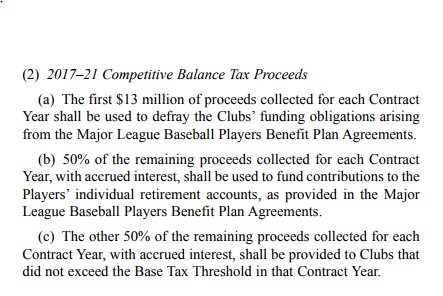 (2) 2017–21 Competitive Balance Tax Proceeds
(a) The first $13 million of proceeds collected for each Contract
Year shall be used to defray the Clubs’ funding obligations arising
from the Major League Baseball Players Benefit Plan Agreements.
(b) 50% of the remaining proceeds collected for each Contract
Year, with accrued interest, shall be used to fund contributions to the
Players’ individual retirement accounts, as provided in the Major
League Baseball Players Benefit Plan Agreements.
(c) The other 50% of the remaining proceeds collected for each
Contract Year, with accrued interest, shall be provided to Clubs that
did not exceed the Base Tax Threshold in that Contract Year.